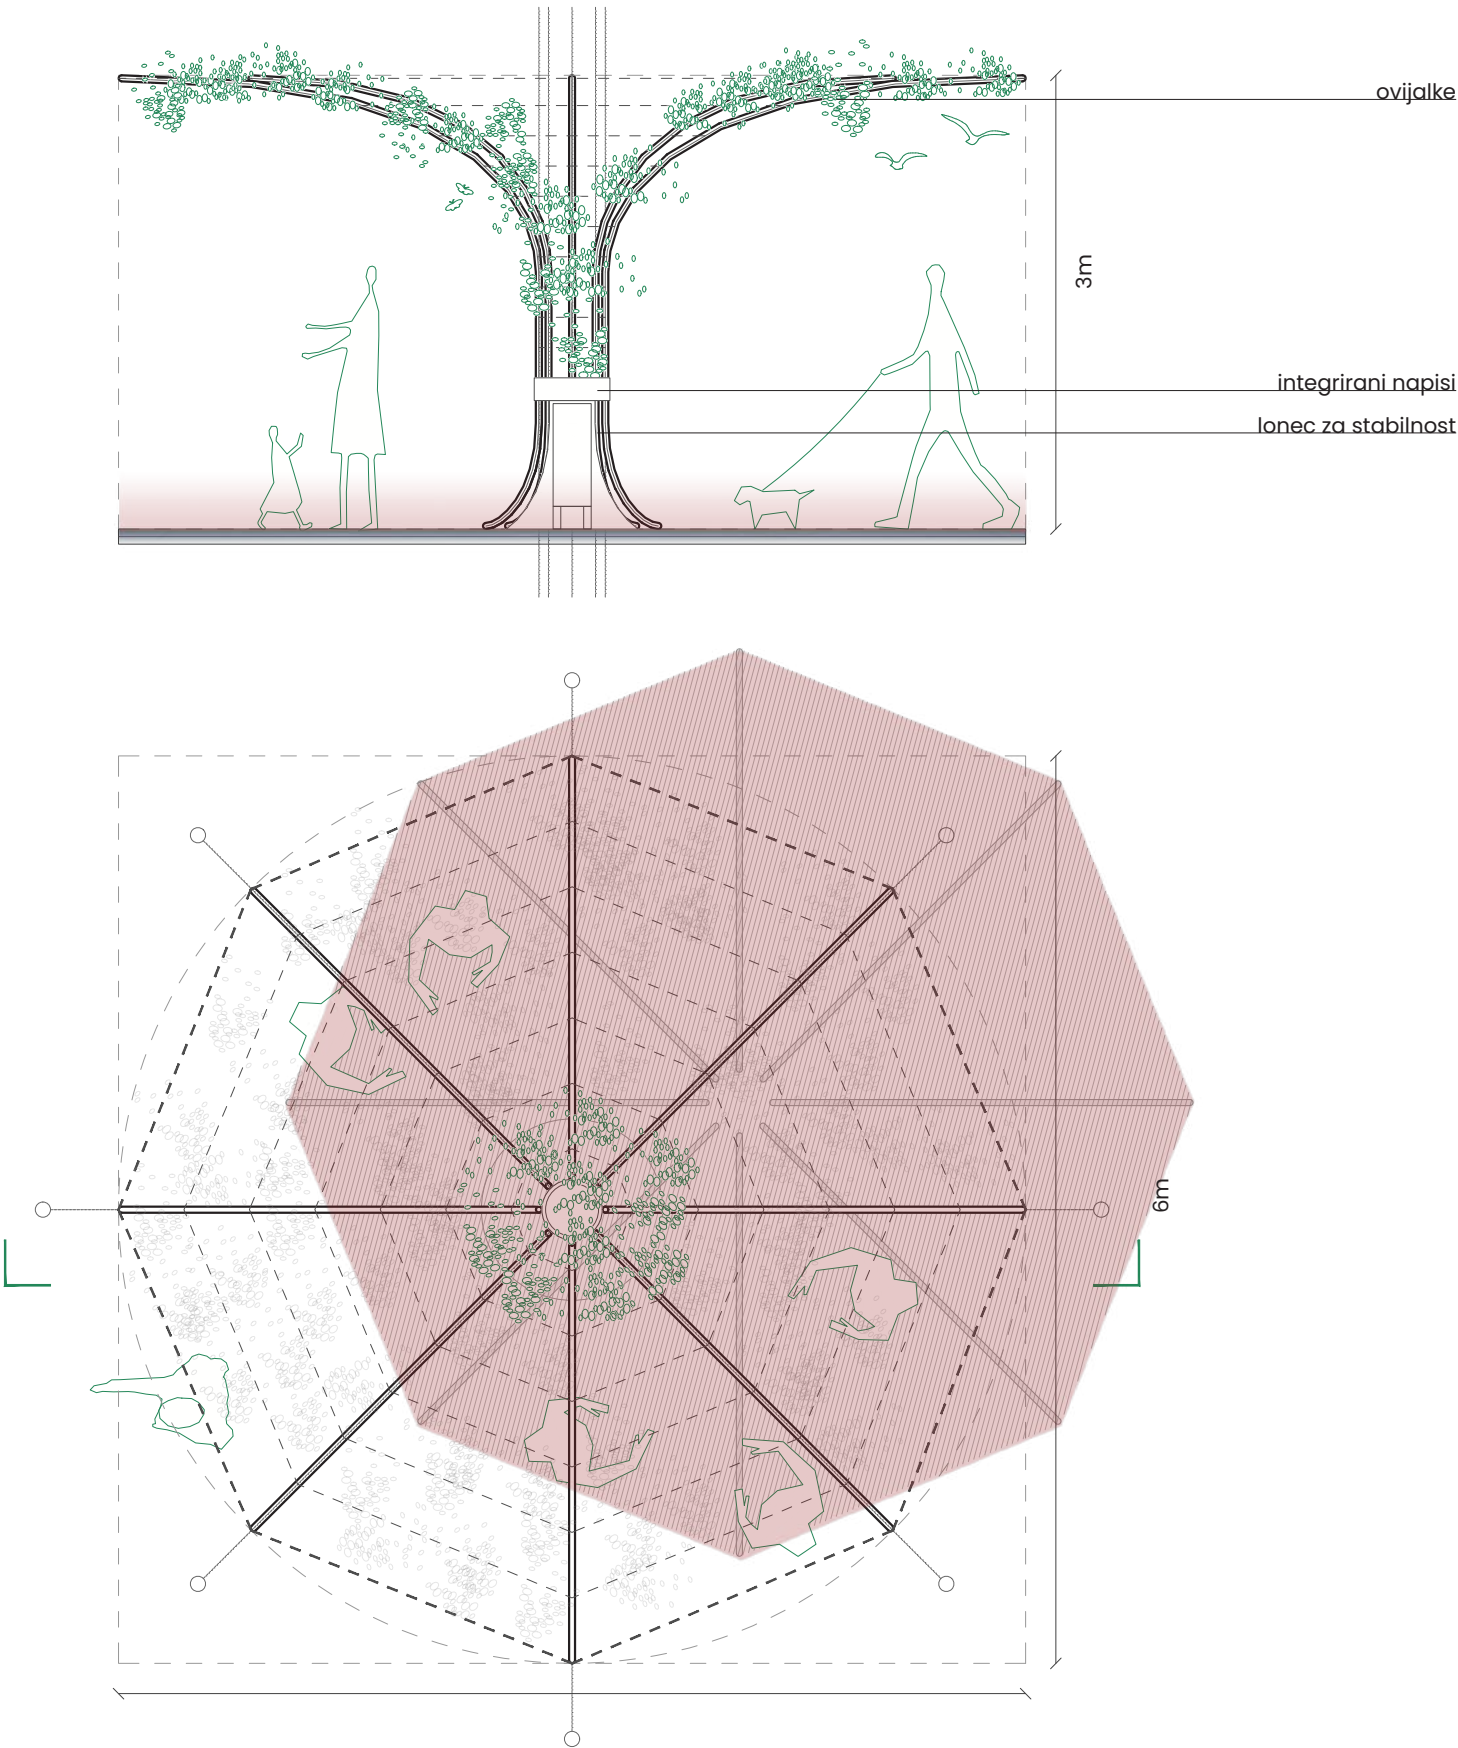 ovijalke
3m
integrirani napisi
lonec za stabilnost
6m